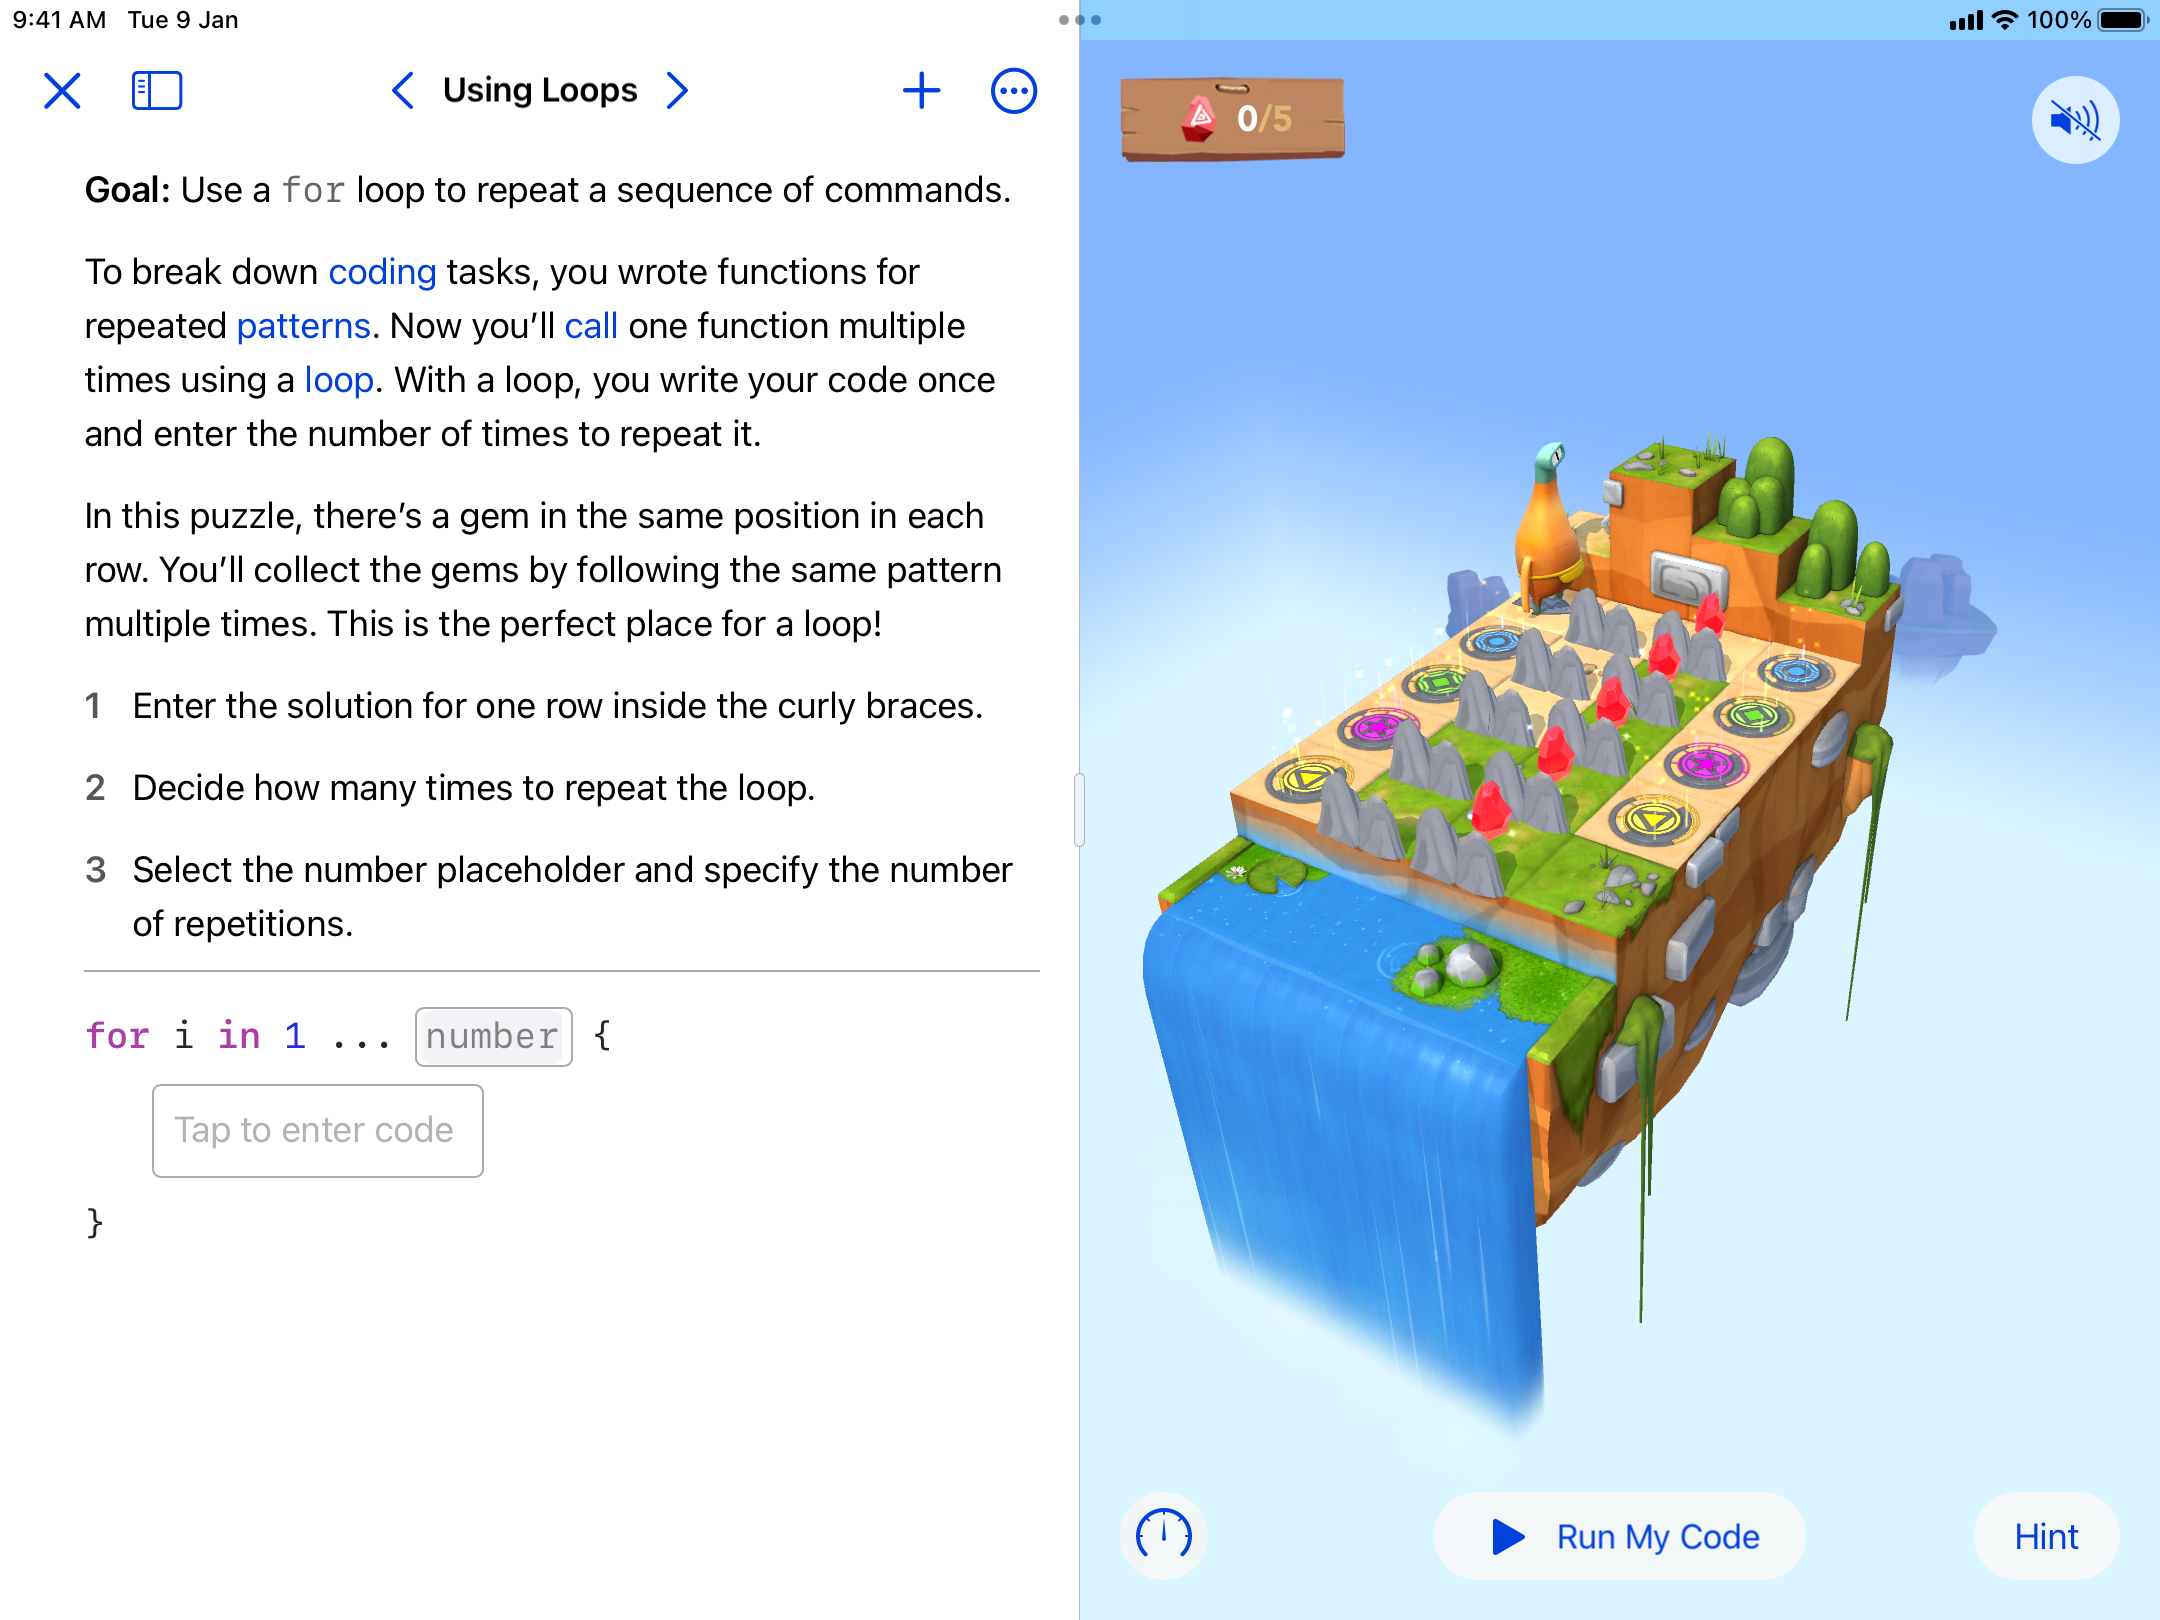 9:41 AM Tue 9 Jan
100%
Using Loops
Goal: Use a for loop to repeat a sequence of commands.
To break down coding tasks, you wrote functions for
repeated patterns. Now you’ll call one function multiple
times using a loop. With a loop, you write your code once
and enter the number of times to repeat it.
In this puzzle, there’s a gem in the same position in each
row. You’ll collect the gems by following the same pattern
multiple times. This is the perfect place for a loop!
1 Enter the solution for one row inside the curly braces.
2 Decide how many times to repeat the loop.
3 Select the number placeholder and specify the number
of repetitions.
for i in 1 ... number {
Tap to enter code
}
0/5
Run My Code
Hint